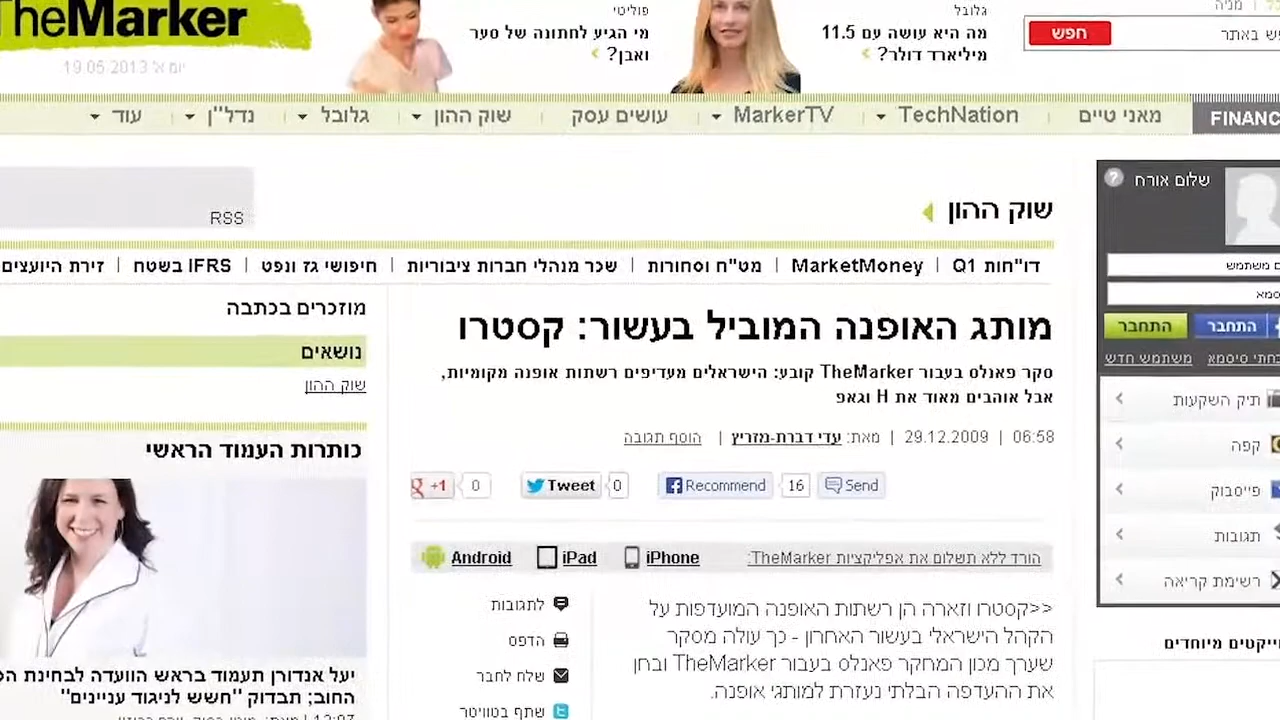 TheMarker
יום א' 19.05.2013
פוליטי
מי הגיע לחתונה של סער
ואבן?
גלובל
מה היא עושה עם 11.5
מיליארד דולר?
מניה
חפש
באתר
FINANC
מאני טיים
TechNation
MarkerTV
עושים עסק
שוק ההון
גלובל
נדל"ן
עוד
שלום אורח
?
משתמש
התחבר
התחבר
משתמש חדש
סיסמא
תיק השקעות
קפה
פייסבוק
תגובות
רשימת קריאה
מיוחדים
שוק ההון
RSS
דו"חות Q1 | MarketMoney | מט"ח וסחורות | שכר מנהלי חברות ציבוריות | חיפושי גז ונפט | IFRS בשטח | זירת היועצים
מותג האופנה המוביל בעשור: קסטרו
סקר פאנלס בעבור TheMarker קובע: הישראלים מעדיפים רשתות אופנה מקומיות,
אבל אוהבים מאוד את H וגאפ
06:58 | 29.12.2009 | מאת: עדי דברת-מזריץ | הוסף תגובה
+1 0 Tweet 0 Recommend 16 Send
הורד ללא תשלום את אפליקציות TheMarker:
iPhone iPad Android
>>קסטרו וזארה הן רשתות האופנה המועדפות על
הקהל הישראלי בעשור האחרון - כך עולה מסקר
שערך מכון המחקר פאנלס בעבור TheMarker ובחן
את ההעדפה הבלתי נעזרת למותגי אופנה.
לתגובות
הדפס
שלח לחבר
שתף בטוויטר
מוזכרים בכתבה
נושאים
שוק ההון
כותרות העמוד הראשי
יעל אנדורן תעמוד בראש הוועדה לבחינת
החוב; תבדוק "חשש לניגוד עניינים"